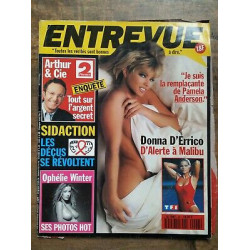 ENTREVUE
"Toutes les vérités sont bonnes à dire."
15F
Arthur & Cie
2
ENQUÊTE
Tout sur l'argent secret
"Je suis
la remplaçante
de Pamela
Anderson."
SIDACTION
LES DÉÇUS SE RÉVOLTENT
Donna D'Errico
D'Alerte à Malibu
Ophélie Winter
SES PHOTOS HOT
TF1